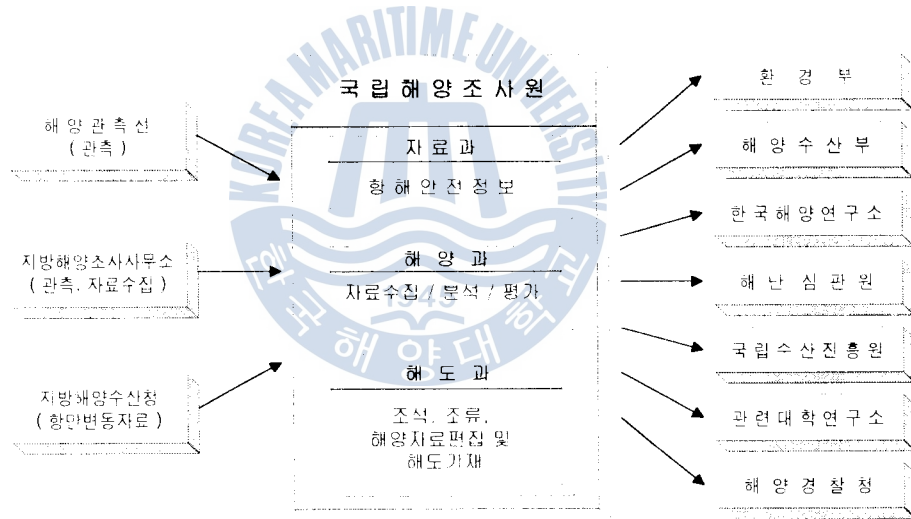 국립해양조사원
해양관측선
( 관측 )
지방해양조사사무소
( 관측, 자료수집 )
지방해양수산청
( 항만변동자료 )
자료과
항해안전정보
해양과
자료수집 / 분석 / 평가
해도과
조석, 조류,
해양자료편집 및
해도기재
환경부
해양수산부
한국해양연구소
해난심판원
국립수산진흥원
관련대학연구소
해양경찰청
KOREA MARITIME UNIVERSITY
1945
한국해양대학교